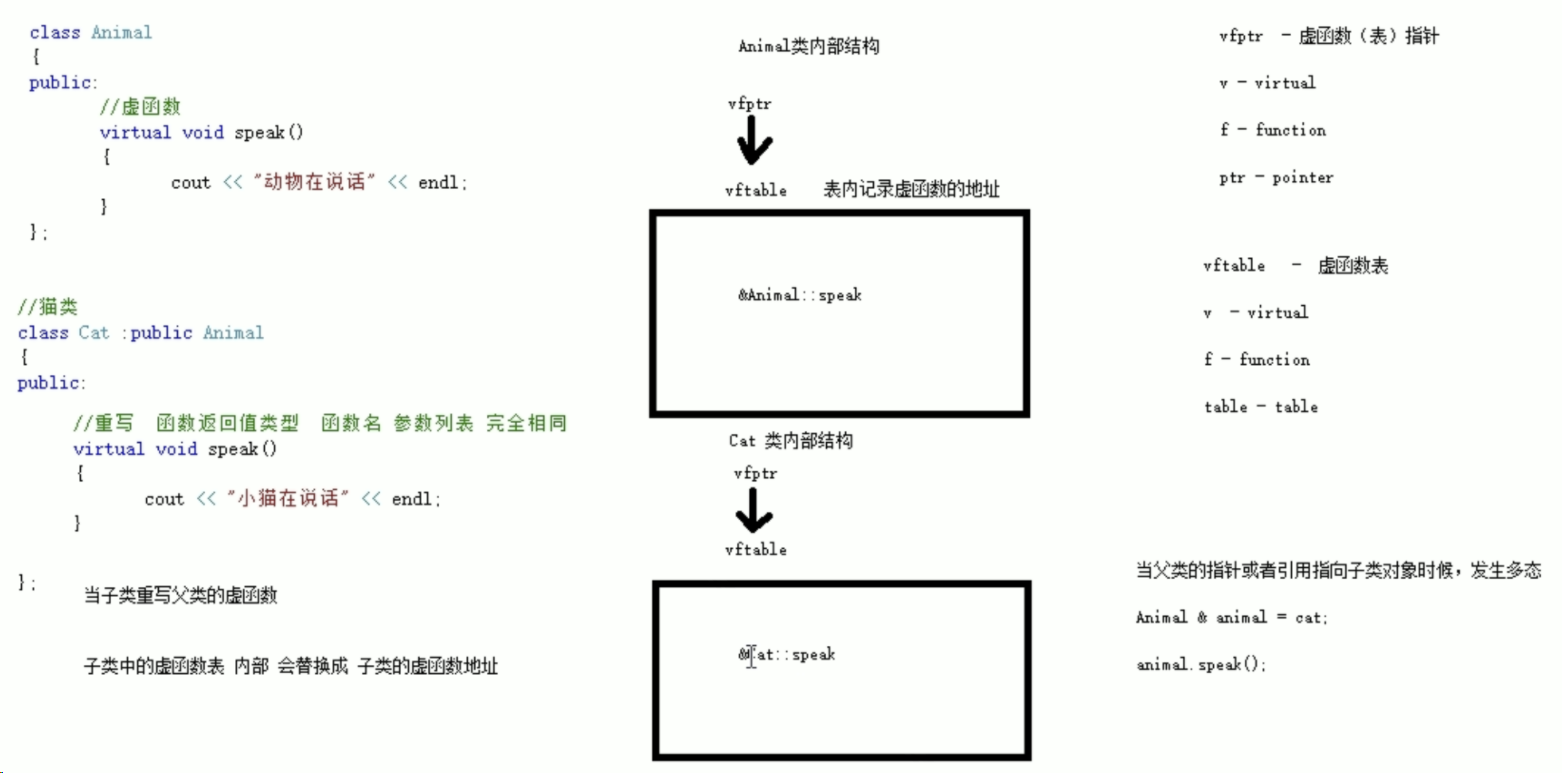 class Animal
{
public:
//虚函数
virtual void speak()
{
cout << "动物在说话" << endl;
}
};
//猫类
class Cat :public Animal
{
public:
//重写 函数返回值类型 函数名 参数列表 完全相同
virtual void speak()
{
cout << "小猫在说话" << endl;
}
};
当子类重写父类的虚函数
子类中的虚函数表 内部 会替换成 子类的虚函数地址
Animal类内部结构
vfptr
vftable 表内记录虚函数的地址
&Animal::speak
Cat 类内部结构
vfptr
vftable
&Cat::speak
vfptr - 虚函数（表）指针
v - virtual
f - function
ptr - pointer
vftable - 虚函数表
v - virtual
f - function
table - table
当父类的指针或者引用指向子类对象时候，发生多态
Animal & animal = cat;
animal.speak();